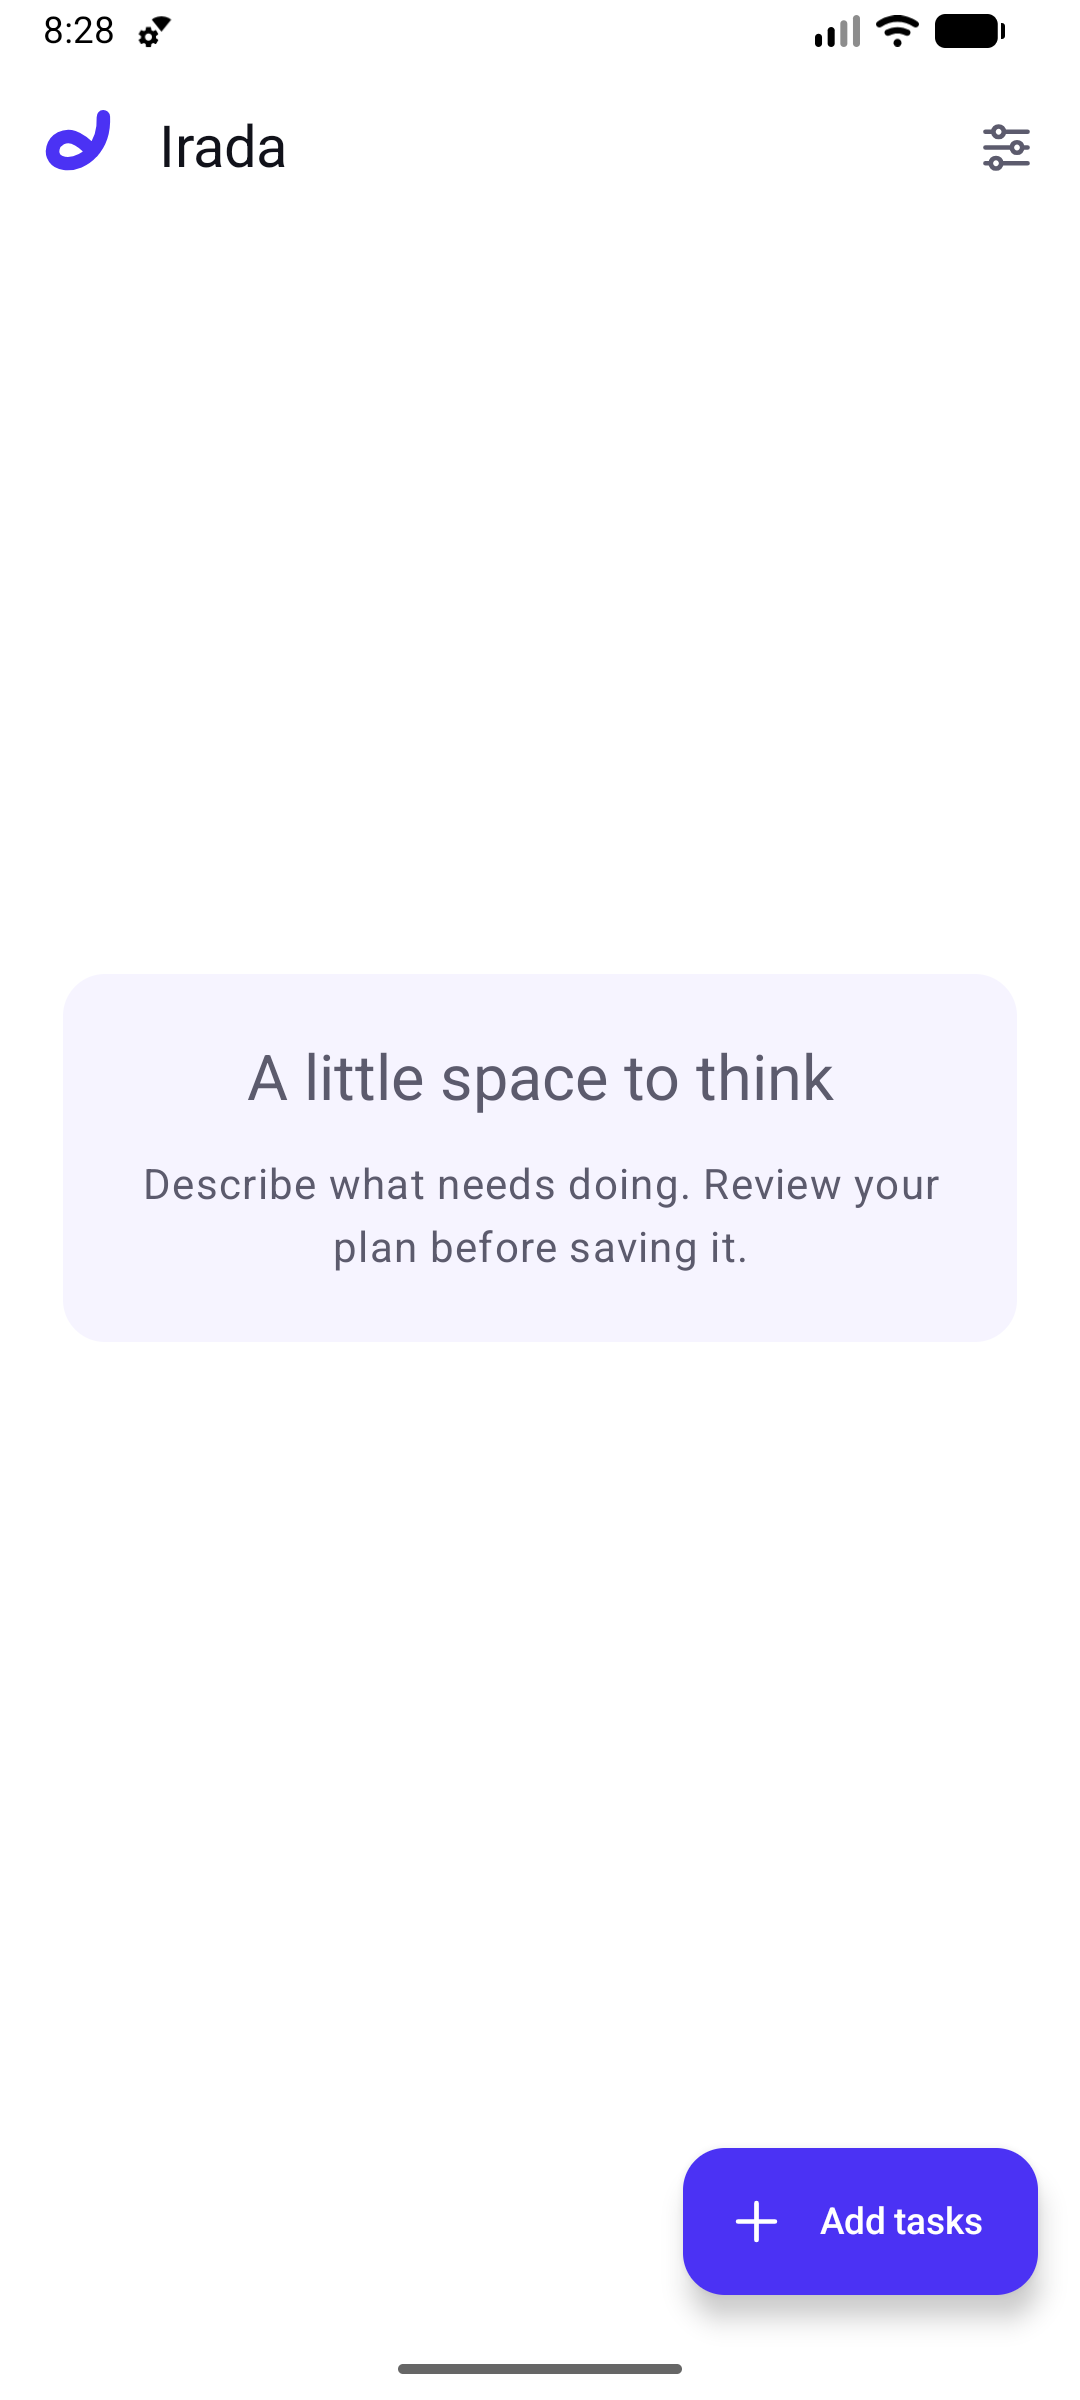 8:28
Irada
A little space to think
Describe what needs doing. Review your
plan before saving it.
Add tasks